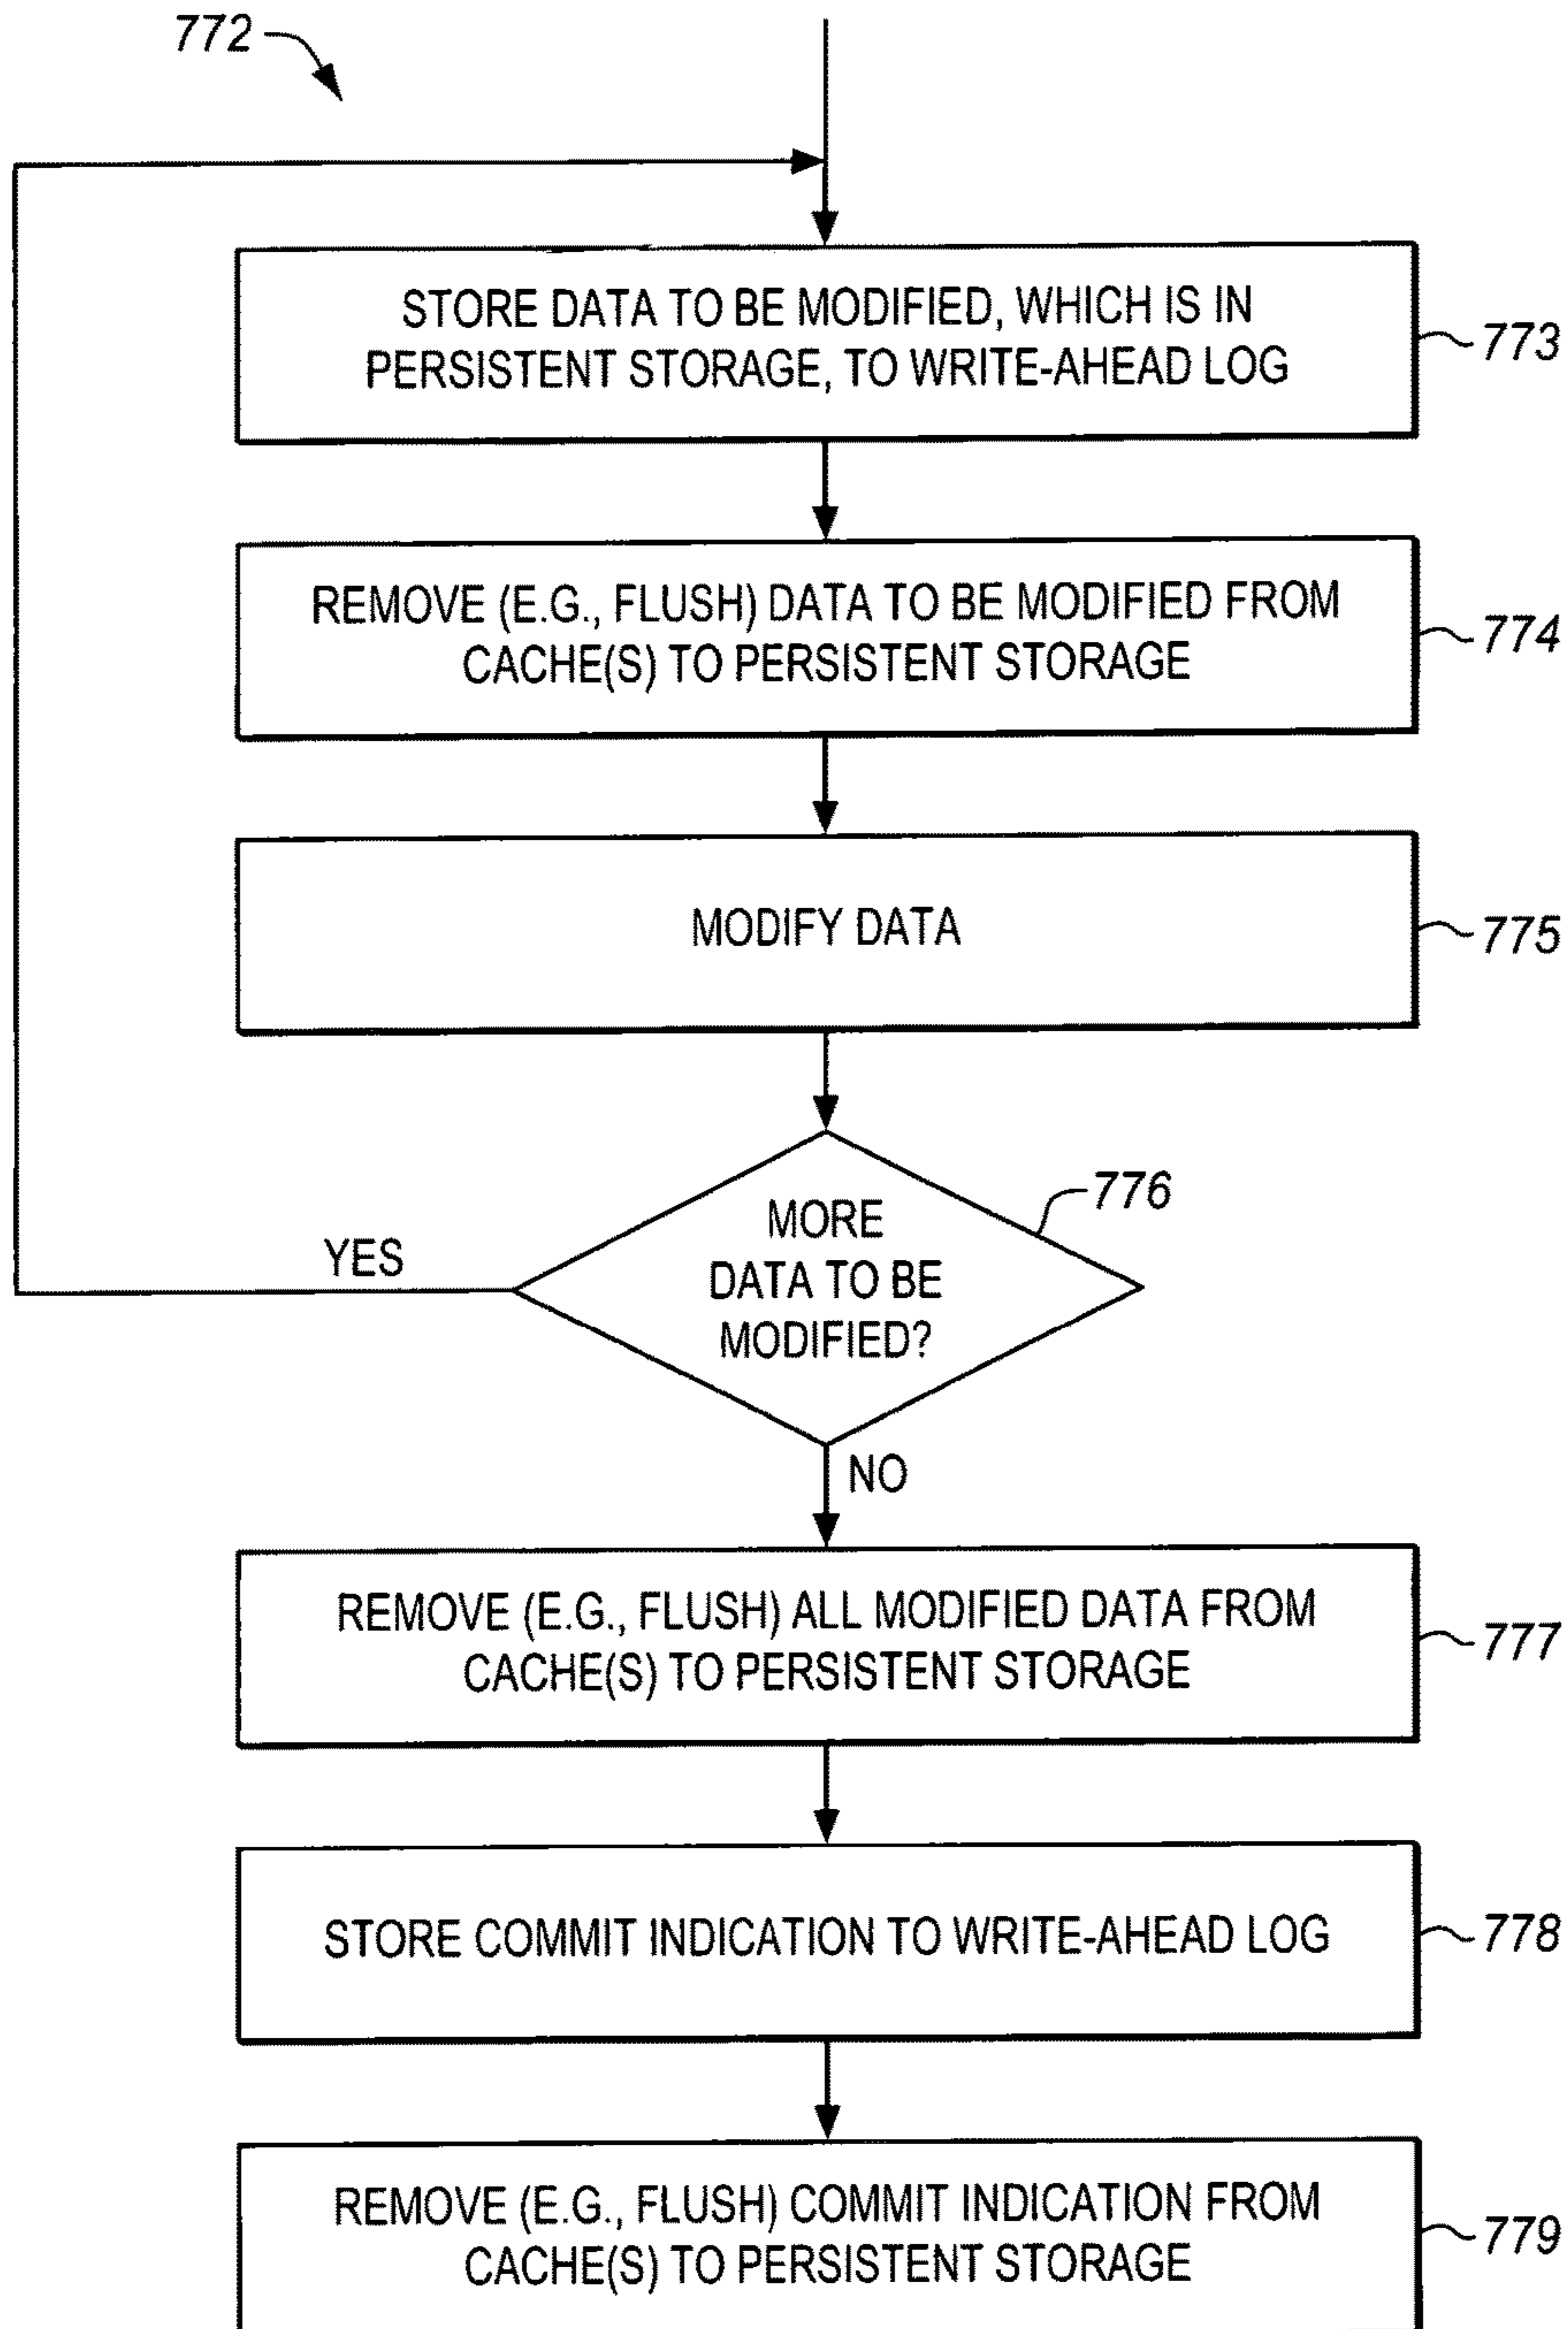 772
STORE DATA TO BE MODIFIED, WHICH IS IN
PERSISTENT STORAGE, TO WRITE-AHEAD LOG
773
REMOVE (E.G., FLUSH) DATA TO BE MODIFIED FROM
CACHE(S) TO PERSISTENT STORAGE
774
MODIFY DATA
775
776
MORE
DATA TO BE
MODIFIED?
YES
NO
REMOVE (E.G., FLUSH) ALL MODIFIED DATA FROM
CACHE(S) TO PERSISTENT STORAGE
777
STORE COMMIT INDICATION TO WRITE-AHEAD LOG
778
REMOVE (E.G., FLUSH) COMMIT INDICATION FROM
CACHE(S) TO PERSISTENT STORAGE
779